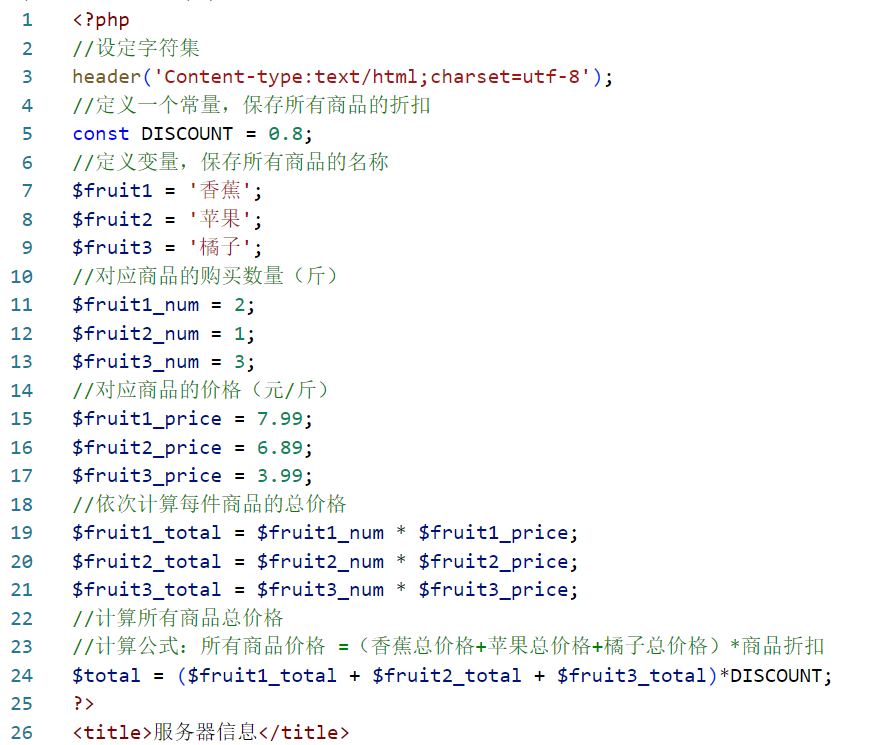 1 <?php
2 //设定字符集
3 header('Content-type:text/html;charset=utf-8');
4 //定义一个常量，保存所有商品的折扣
5 const DISCOUNT = 0.8;
6 //定义变量，保存所有商品的名称
7 $fruit1 = '香蕉';
8 $fruit2 = '苹果';
9 $fruit3 = '橘子';
10 //对应商品的购买数量（斤）
11 $fruit1_num = 2;
12 $fruit2_num = 1;
13 $fruit3_num = 3;
14 //对应商品的价格（元/斤）
15 $fruit1_price = 7.99;
16 $fruit2_price = 6.89;
17 $fruit3_price = 3.99;
18 //依次计算每件商品的总价格
19 $fruit1_total = $fruit1_num * $fruit1_price;
20 $fruit2_total = $fruit2_num * $fruit2_price;
21 $fruit3_total = $fruit3_num * $fruit3_price;
22 //计算所有商品总价格
23 //计算公式：所有商品价格 =（香蕉总价格+苹果总价格+橘子总价格）*商品折扣
24 $total = ($fruit1_total + $fruit2_total + $fruit3_total)*DISCOUNT;
25 ?>
26 <title>服务器信息</title>